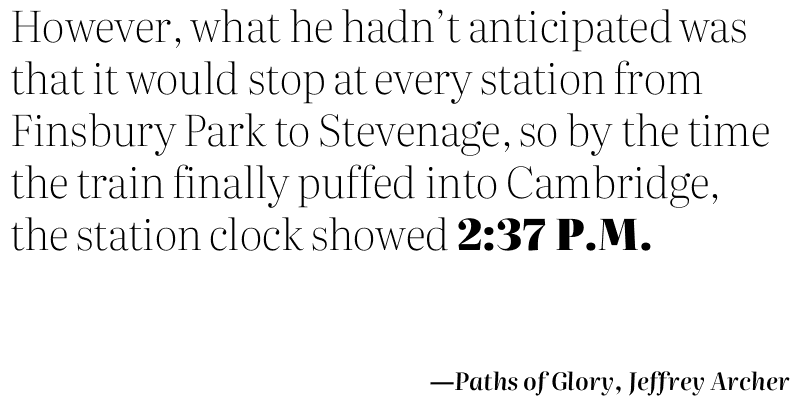 However, what he hadn’t anticipated was
that it would stop at every station from
Finsbury Park to Stevenage, so by the time
the train finally puffed into Cambridge,
the station clock showed 2:37 P.M.
—Paths of Glory, Jeffrey Archer